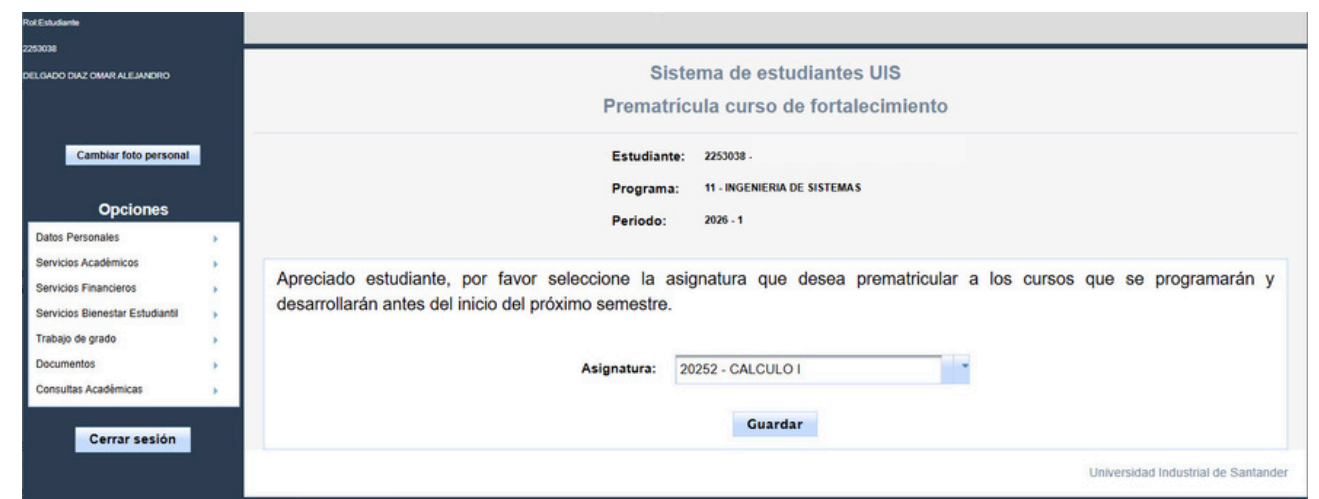 Rol:Estudiante
2253038
DELGADO DIAZ OMAR ALEJANDRO
Cambiar foto personal
Opciones
Datos Personales
Servicios Académicos
Servicios Financieros
Servicios Bienestar Estudiantil
Trabajo de grado
Documentos
Consultas Académicas
Cerrar sesión
Sistema de estudiantes UIS
Prematrícula curso de fortalecimiento
Estudiante: 2253038 -
Programa: 11 - INGENIERIA DE SISTEMAS
Periodo: 2026 - 1
Apreciado estudiante, por favor seleccione la asignatura que desea prematricular a los cursos que se programarán y
desarrollarán antes del inicio del próximo semestre.
Asignatura: 20252 - CALCULO I
Guardar
Universidad Industrial de Santander